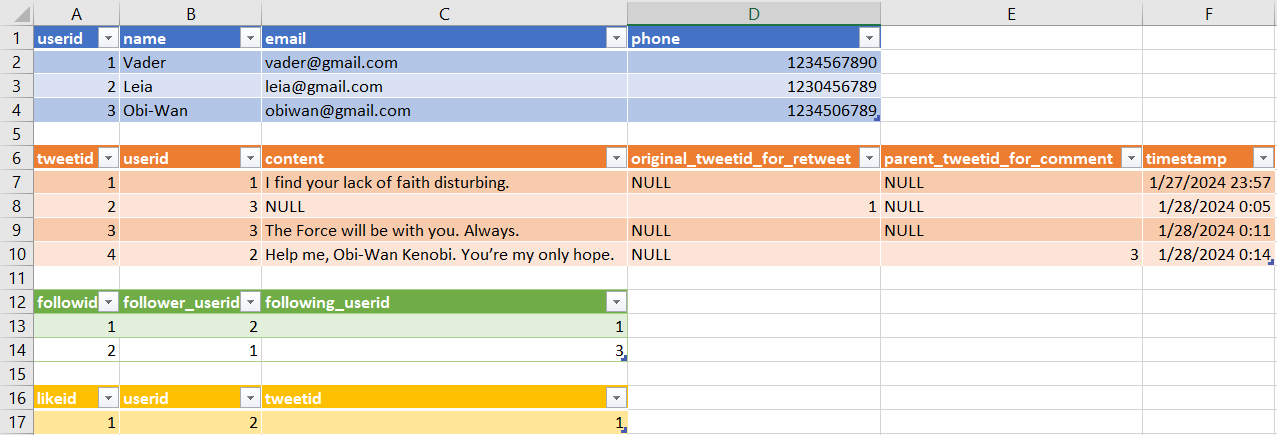 A B C D E F
1 userid name email phone
2 1 Vader vader@gmail.com 1234567890
3 2 Leia leia@gmail.com 1230456789
4 3 Obi-Wan obiwan@gmail.com 1234506789
5
6 tweetid userid content original_tweetid_for_retweet parent_tweetid_for_comment timestamp
7 1 1 I find your lack of faith disturbing. NULL NULL 1/27/2024 23:57
8 2 3 NULL 1 NULL 1/28/2024 0:05
9 3 3 The Force will be with you. Always. NULL NULL 1/28/2024 0:11
10 4 2 Help me, Obi-Wan Kenobi. You’re my only hope. NULL 3 1/28/2024 0:14
11
12 followid follower_userid following_userid
13 1 2 1
14 2 1 3
15
16 likeid userid tweetid
17 1 2 1